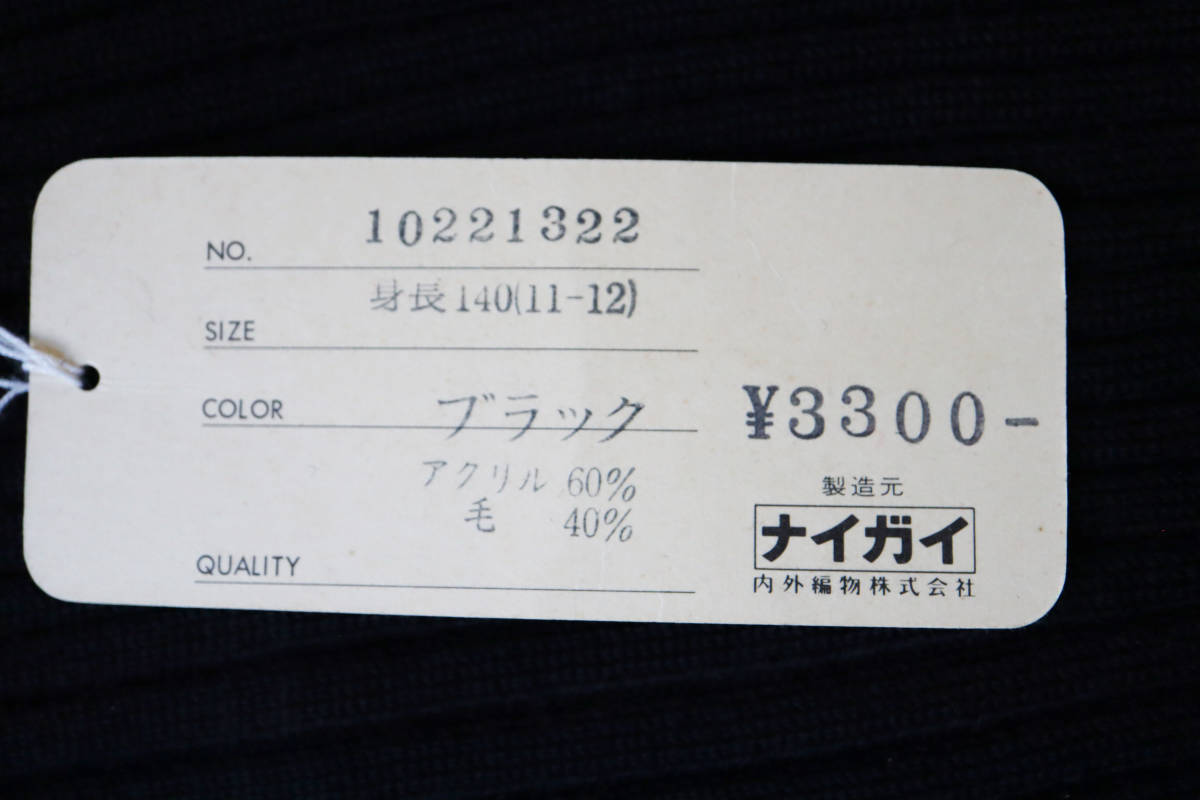 NO. 10221322
SIZE 身長140(11-12)
COLOR ブラック
アクリル 60%
毛 40%
QUALITY
¥3300-
製造元
ナイガイ
内外編物株式会社